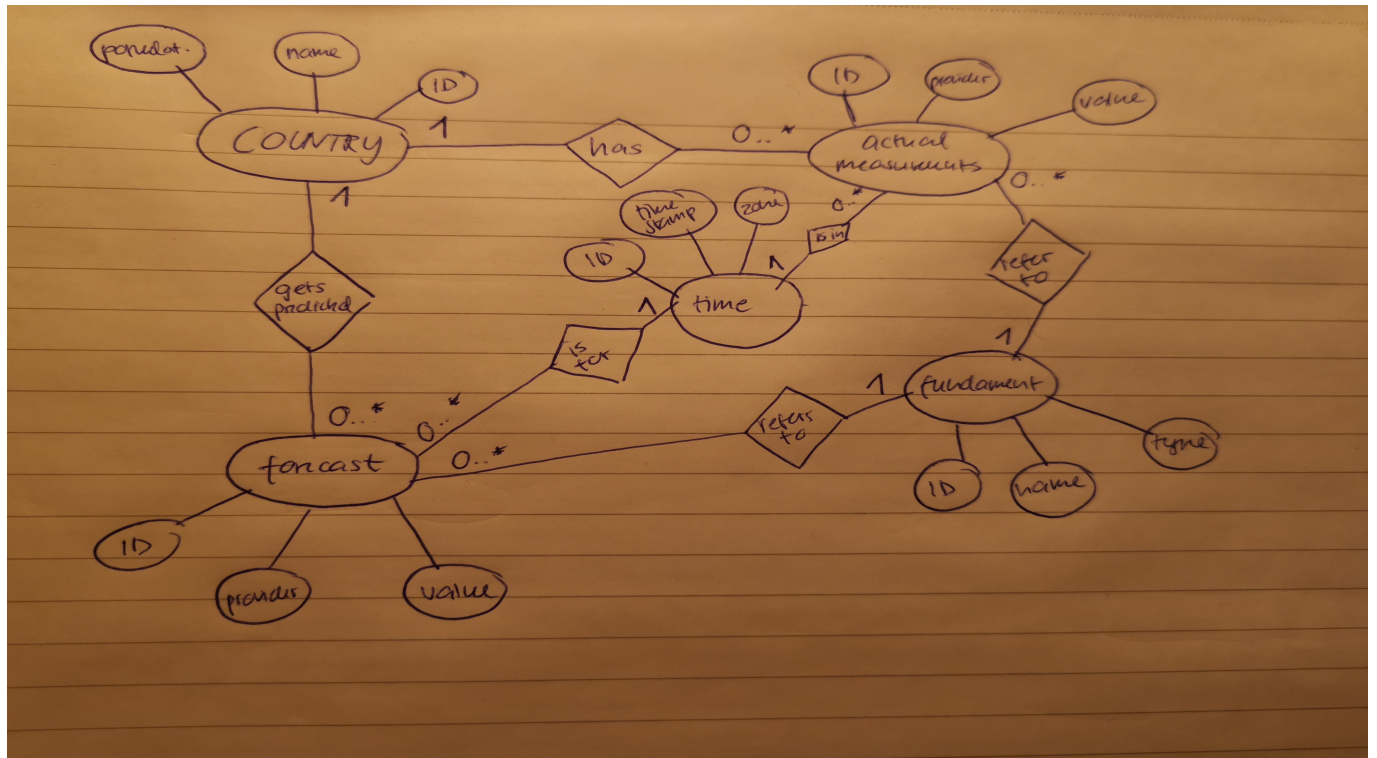 populat.
name
ID
COUNTRY
1
has
0..*
ID
provider
value
actual
measurements
0..*
0..*
1
time
stamp
zone
is in
1
ID
time
1
refer
to
1
gets
predicted
is
for
fundament
1
refers
to
0...*
0..*
0..*
forcast
type
ID
name
ID
provider
value